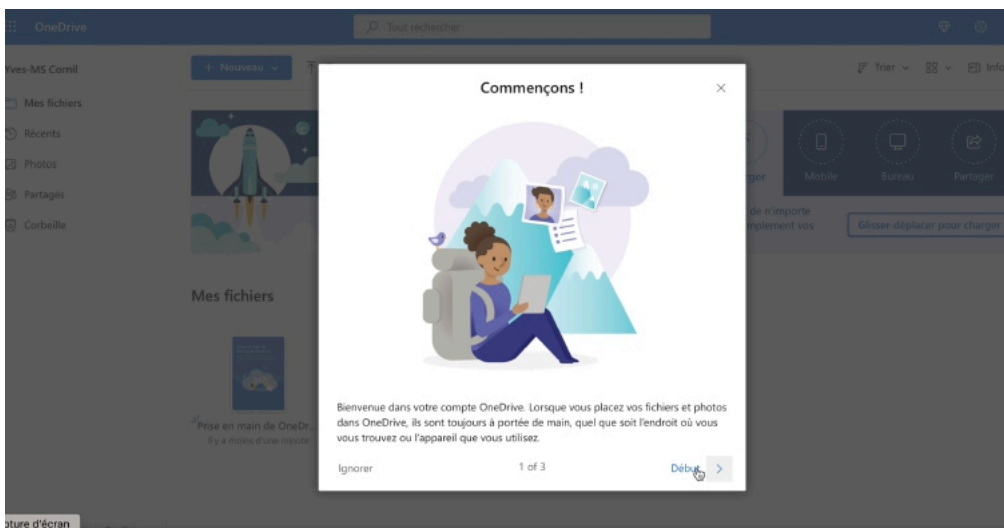 OneDrive
Tout rechercher
Yves-MS Cornil
+ Nouveau
Trier
Info
Mes fichiers
Récents
Photos
Partagés
Corbeille
Commençons !
Mobile
Bureau
Partager
de n'importe
Glisser-déplacer pour charger
Mes fichiers
Prise en main de OneDr...
Il y a moins d'une minute
Bienvenue dans votre compte OneDrive. Lorsque vous placez vos fichiers et photos
dans OneDrive, ils sont toujours à portée de main, quel que soit l'endroit où vous
vous trouvez ou l'appareil que vous utilisez.
Ignorer
1 of 3
Début